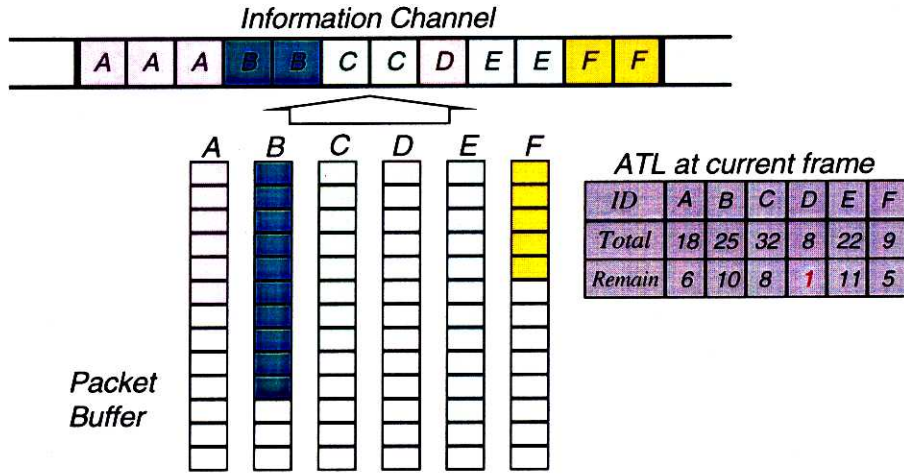 Information Channel
A A A B B C C D E E F F
A B C D E F
ATL at current frame
ID A B C D E F
Total 18 25 32 8 22 9
Remain 6 10 8 1 11 5
Packet
Buffer